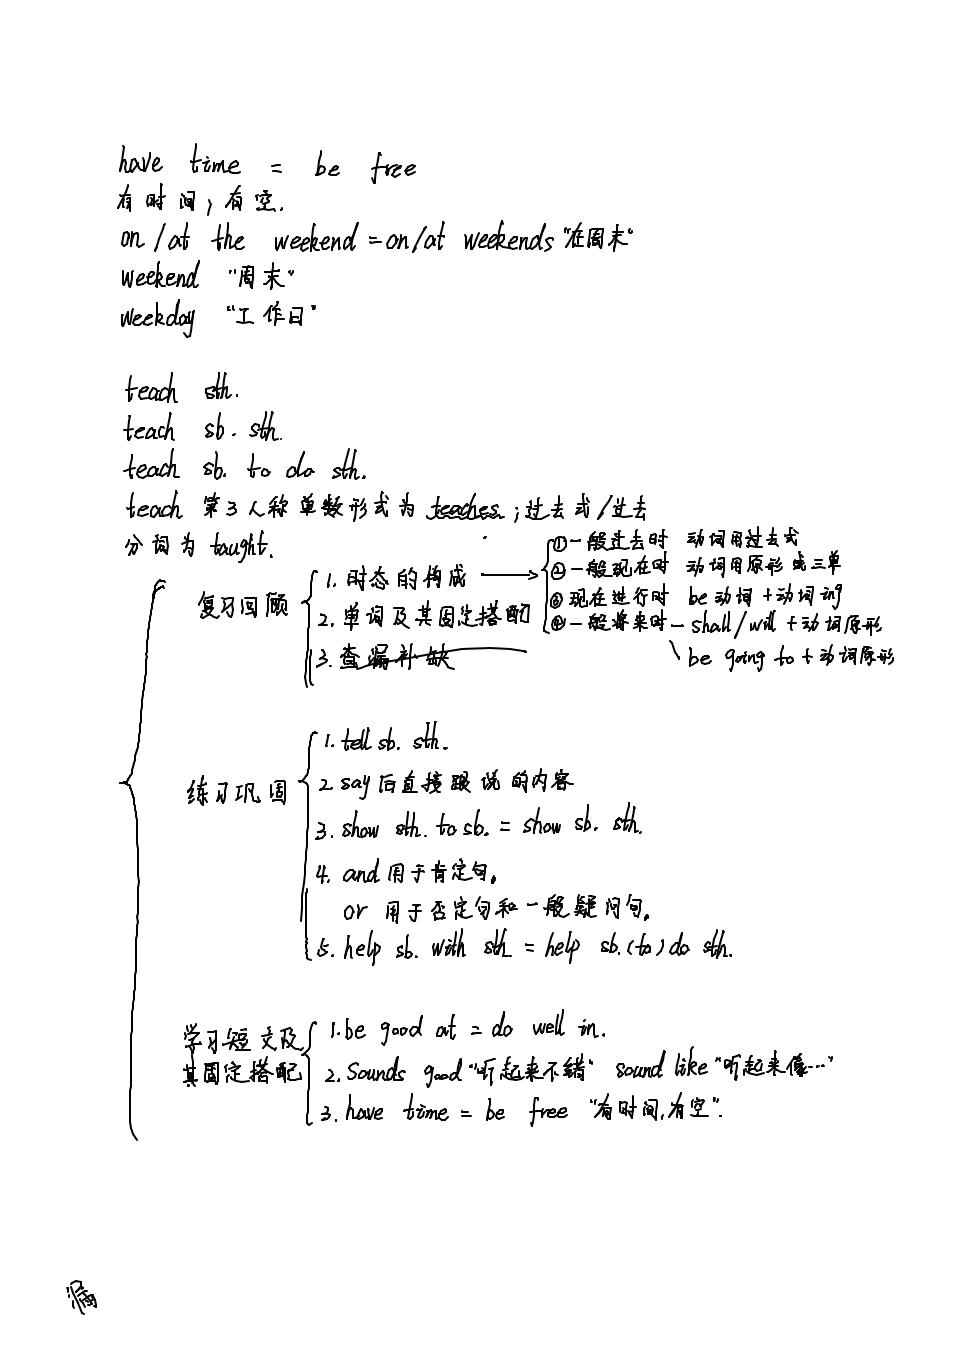 have time = be free
有时间，有空.
on/at the weekend=on/at weekends "在周末"
weekend "周末"
weekday "工作日"
teach sth.
teach sb. sth.
teach sb. to do sth.
teach 第3人称单数形式为 teaches ;过去式/过去
分词为 taught.
复习回顾
1. 时态的构成
①一般过去时 动词用过去式
②一般现在时 动词用原形或三单
③现在进行时 be动词+动词ing
④一般将来时 shall/will +动词原形
be going to +动词原形
2. 单词及其固定搭配
3. 查漏补缺
练习巩固
1. tell sb. sth.
2. say后直接跟说的内容
3. show sth. to sb. = show sb. sth.
4. and用于肯定句。
or 用于否定句和一般疑问句。
5. help sb. with sth = help sb.(to) do sth.
学习短文及
其固定搭配
1. be good at = do well in.
2. Sounds good "听起来不错" sound like "听起来像…"
3. have time = be free "有时间,有空".
漏